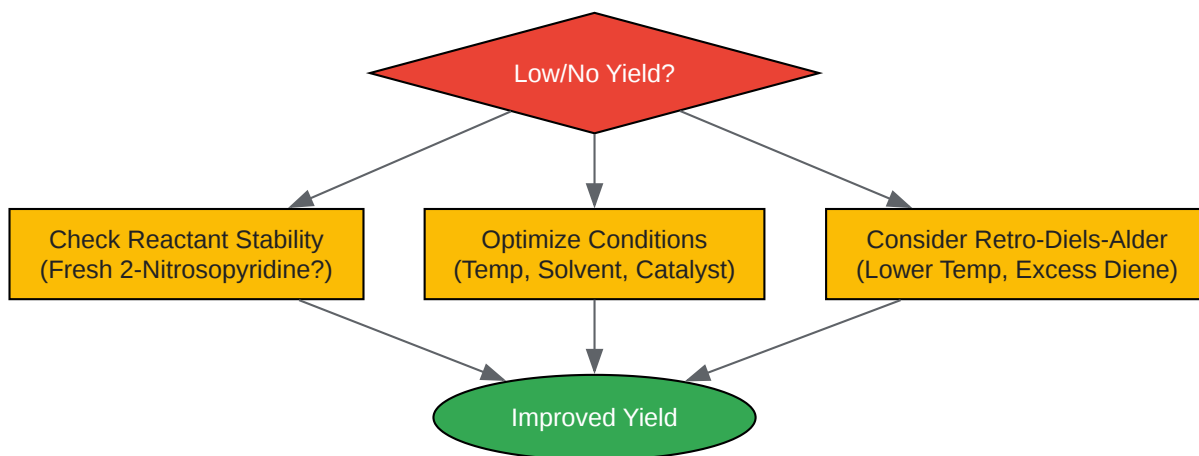 Low/No Yield?
Check Reactant Stability
(Fresh 2-Nitrosopyridine?)
Optimize Conditions
(Temp, Solvent, Catalyst)
Consider Retro-Diels-Alder
(Lower Temp, Excess Diene)
Improved Yield